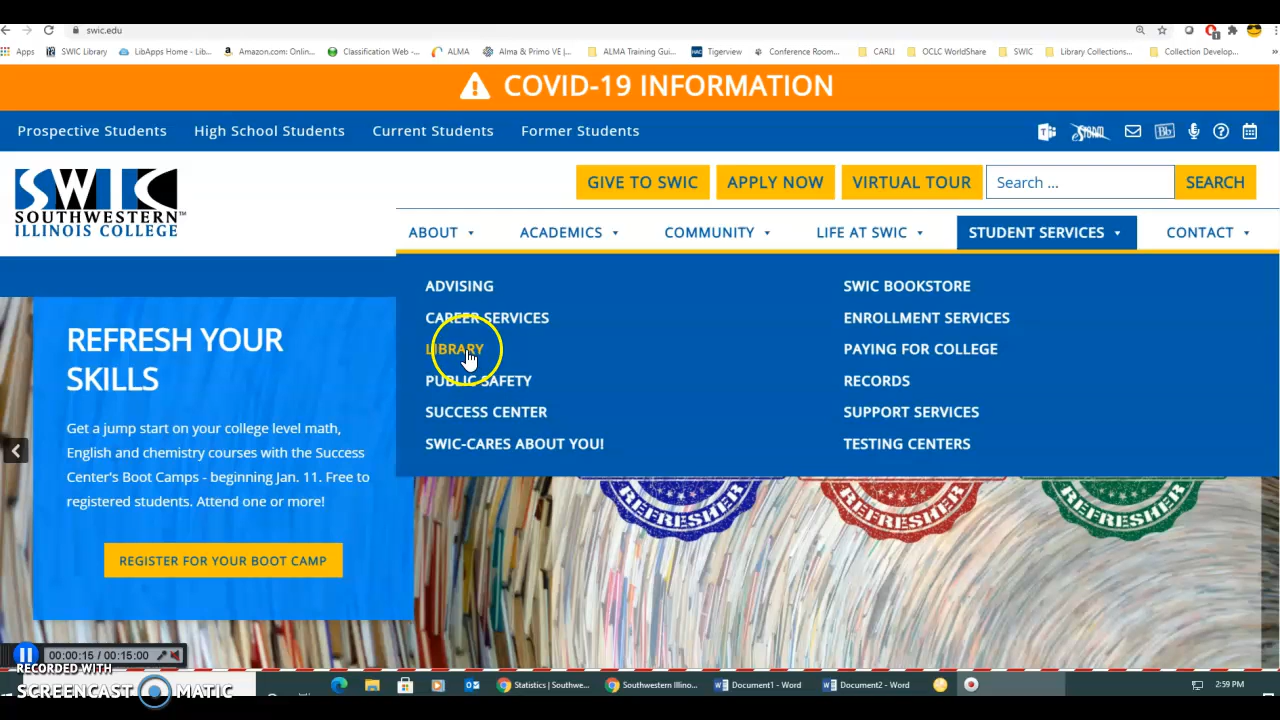 swic.edu
Apps SWIC Library LibApps Home - Lib... Amazon.com: Onlin... Classification Web -... ALMA Alma & Primo VE |... ALMA Training Gui... Tigerview Conference Room... CARLI OCLC WorldShare SWIC Library Collections... Collection Develop... »
COVID-19 INFORMATION
Prospective Students High School Students Current Students Former Students
STORM Bb
SWIC
SOUTHWESTERN™
ILLINOIS COLLEGE
GIVE TO SWIC APPLY NOW VIRTUAL TOUR Search ... SEARCH
ABOUT ACADEMICS COMMUNITY LIFE AT SWIC STUDENT SERVICES CONTACT
ADVISING SWIC BOOKSTORE
CAREER SERVICES ENROLLMENT SERVICES
LIBRARY PAYING FOR COLLEGE
PUBLIC SAFETY RECORDS
SUCCESS CENTER SUPPORT SERVICES
SWIC-CARES ABOUT YOU! TESTING CENTERS
REFRESH YOUR
SKILLS
Get a jump start on your college level math,
English and chemistry courses with the Success
Center's Boot Camps - beginning Jan. 11. Free to
registered students. Attend one or more!
REGISTER FOR YOUR BOOT CAMP
REFRESHER REFRESHER REFRESHER
00:00:15 / 00:15:00
RECORDED WITH
SCREENCAST MATIC
Statistics | Southwe... Southwestern Illino... Document1 - Word Document2 - Word 2:59 PM